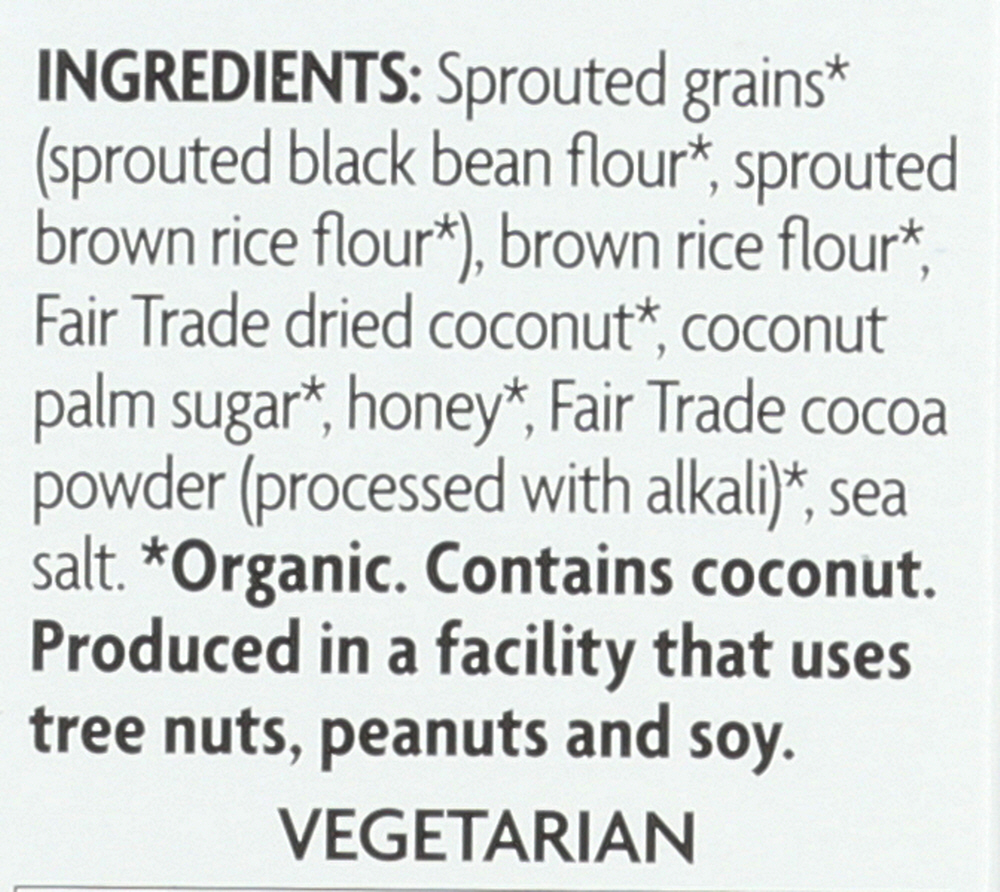 INGREDIENTS: Sprouted grains*
(sprouted black bean flour*, sprouted
brown rice flour*), brown rice flour*,
Fair Trade dried coconut*, coconut
palm sugar*, honey*, Fair Trade cocoa
powder (processed with alkali)*, sea
salt. *Organic. Contains coconut.
Produced in a facility that uses
tree nuts, peanuts and soy.
VEGETARIAN